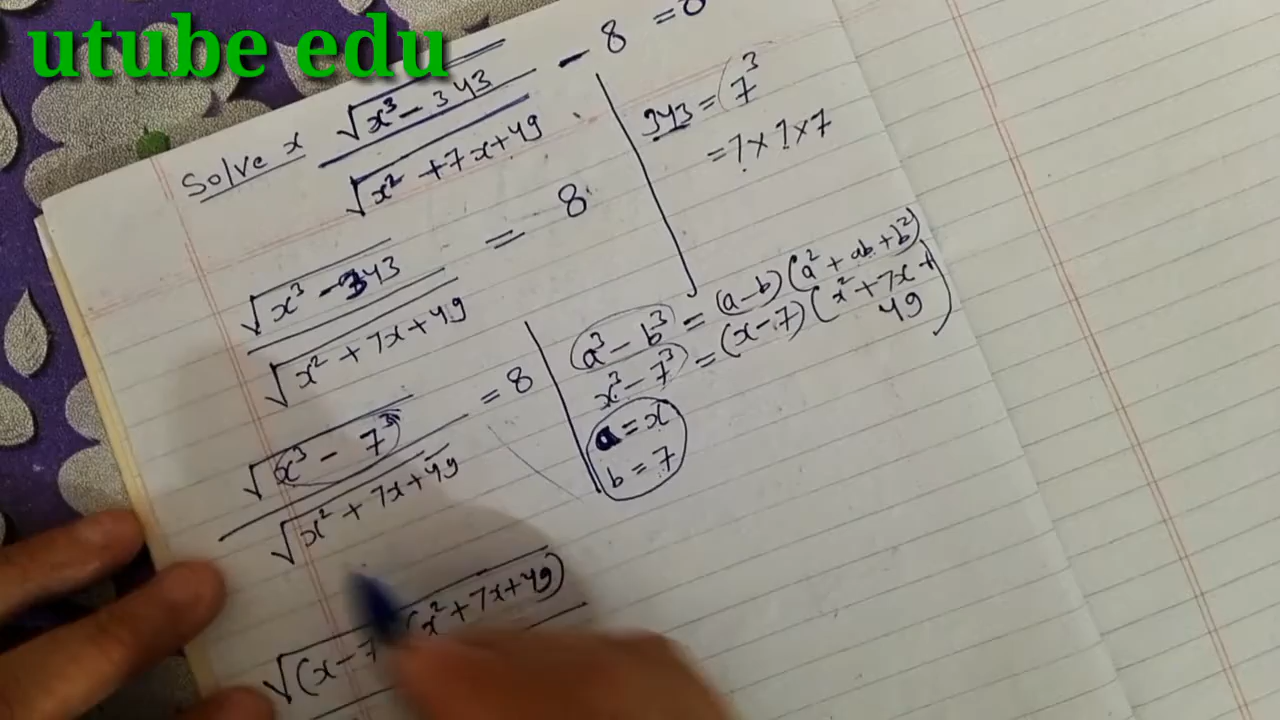 utube edu
Solve x √(x³ - 343) / √(x² + 7x + 49) - 8 = 0
√(x³ - 343) / √(x² + 7x + 49) = 8
√(x³ - 7³) / √(x² + 7x + 49) = 8
√(x - 7) (x² + 7x + 49)
343 = 7³
= 7 × 7 × 7
a³ - b³ = (a - b) (a² + ab + b²)
x³ - 7³ = (x - 7) (x² + 7x + 49)
a = x
b = 7